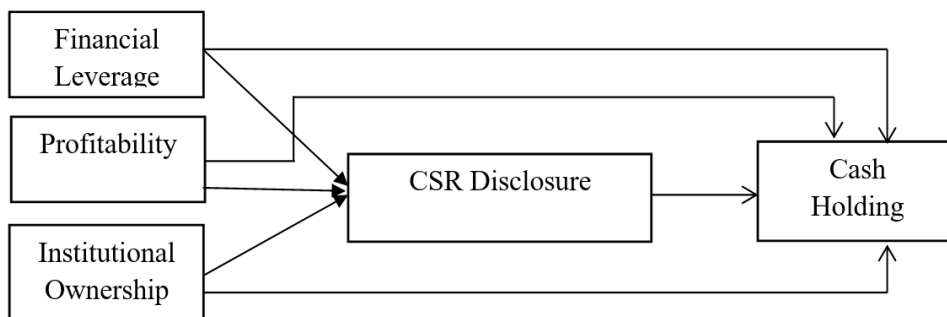 Financial
Leverage
Profitability
CSR Disclosure
Cash
Holding
Institutional
Ownership